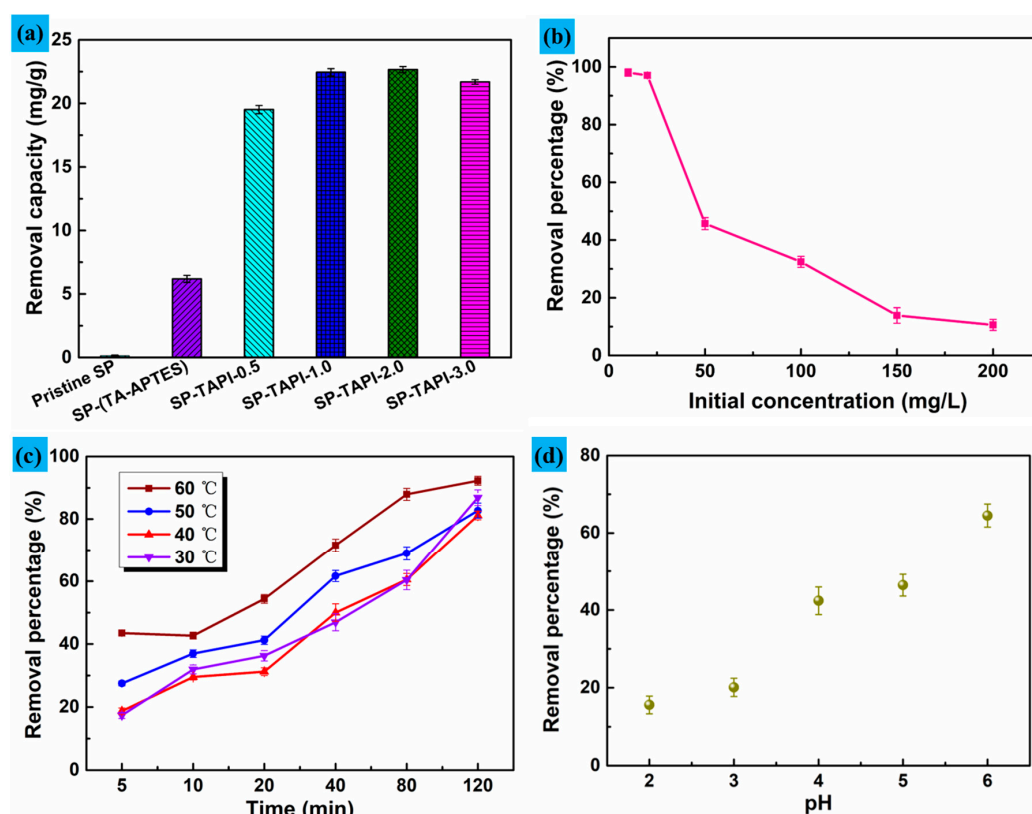 (a)
Removal capacity (mg/g)
25
20
15
10
5
0
Pristine SP
SP-(TA-APTES)
SP-TAPI-0.5
SP-TAPI-1.0
SP-TAPI-2.0
SP-TAPI-3.0
(b)
Removal percentage (%)
100
80
60
40
20
0
50 100 150 200
Initial concentration (mg/L)
(c)
Removal percentage (%)
100
80
60
40
20
0
60 ℃
50 ℃
40 ℃
30 ℃
5 10 20 40 80 120
Time (min)
(d)
Removal percentage (%)
80
60
40
20
0
2 3 4 5 6
pH